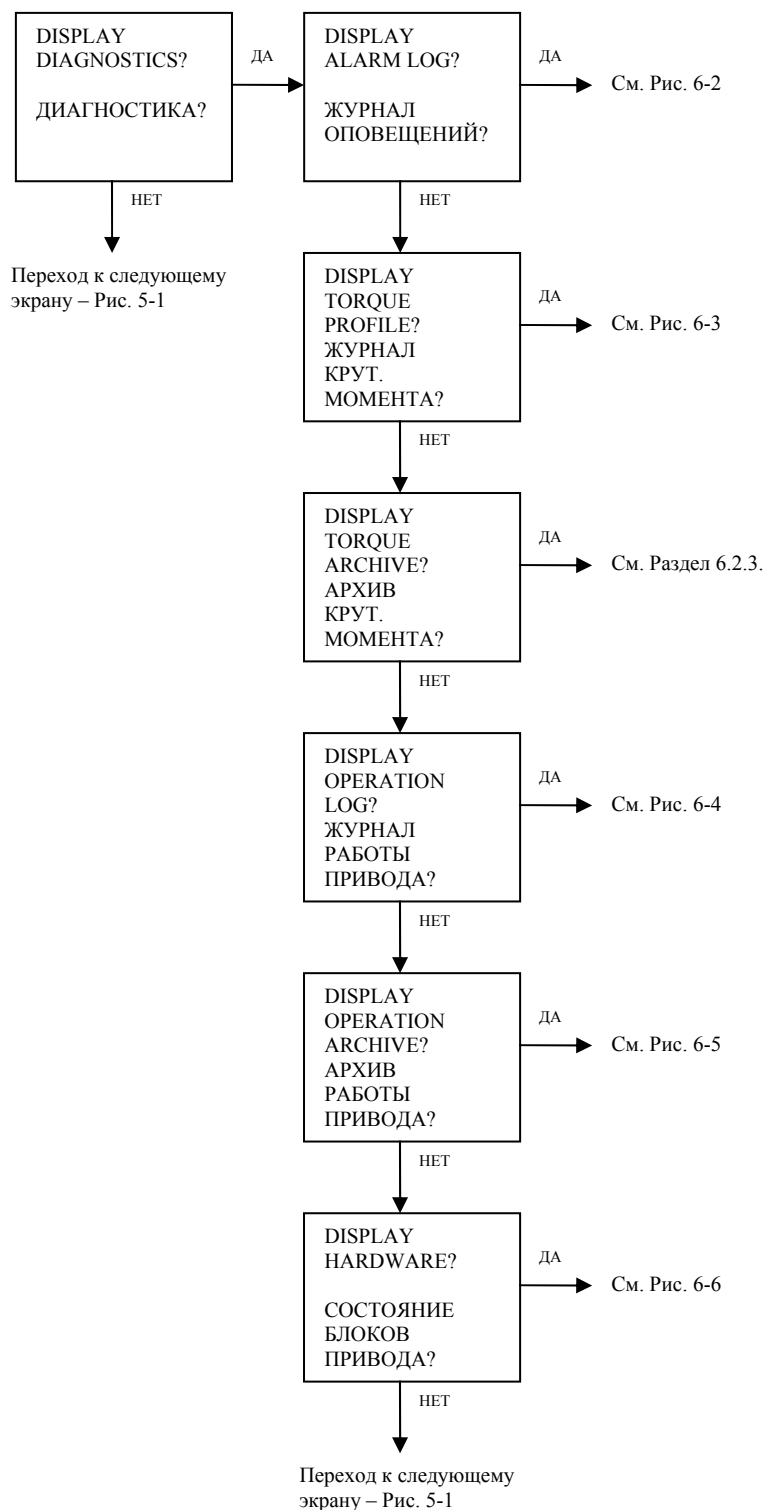 DISPLAY
DIAGNOSTICS?
ДИАГНОСТИКА?
ДА
НЕТ
Переход к следующему
экрану – Рис. 5-1
DISPLAY
ALARM LOG?
ЖУРНАЛ
ОПОВЕЩЕНИЙ?
ДА
См. Рис. 6-2
НЕТ
DISPLAY
TORQUE
PROFILE?
ЖУРНАЛ
КРУТ.
МОМЕНТА?
ДА
См. Рис. 6-3
НЕТ
DISPLAY
TORQUE
ARCHIVE?
АРХИВ
КРУТ.
МОМЕНТА?
ДА
См. Раздел 6.2.3.
НЕТ
DISPLAY
OPERATION
LOG?
ЖУРНАЛ
РАБОТЫ
ПРИВОДА?
ДА
См. Рис. 6-4
НЕТ
DISPLAY
OPERATION
ARCHIVE?
АРХИВ
РАБОТЫ
ПРИВОДА?
ДА
См. Рис. 6-5
НЕТ
DISPLAY
HARDWARE?
СОСТОЯНИЕ
БЛОКОВ
ПРИВОДА?
ДА
См. Рис. 6-6
НЕТ
Переход к следующему
экрану – Рис. 5-1